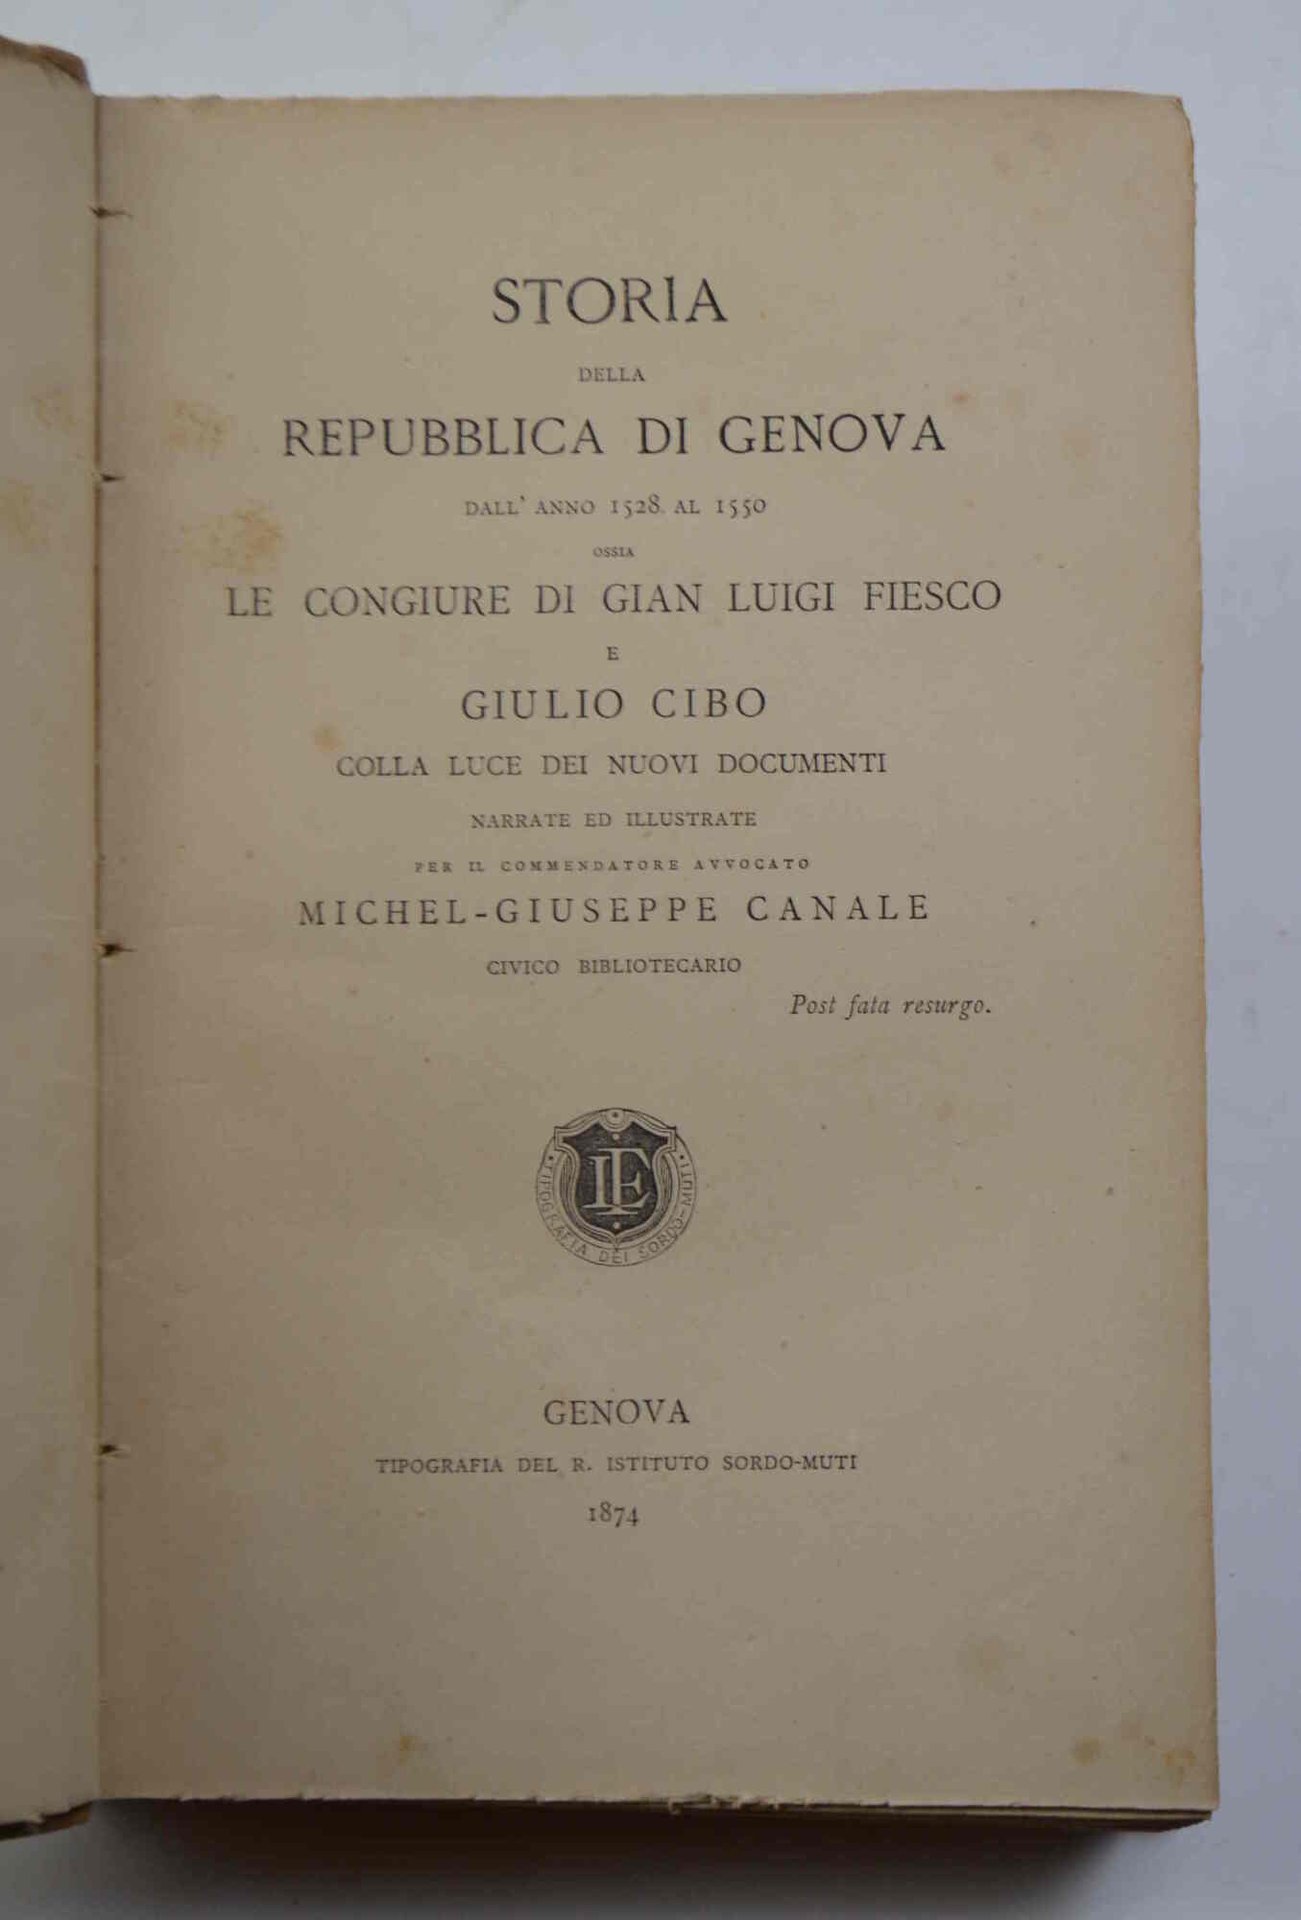 STORIA
DELLA
REPUBBLICA DI GENOVA
DALL' ANNO 1528 AL 1550
OSSIA
LE CONGIURE DI GIAN LUIGI FIESCO
E
GIULIO CIBO
COLLA LUCE DEI NUOVI DOCUMENTI
NARRATE ED ILLUSTRATE
PER IL COMMENDATORE AVVOCATO
MICHEL-GIUSEPPE CANALE
CIVICO BIBLIOTECARIO
Post fata resurgo.
TIPOGRAFIA DEI SORDO-MUTI
GENOVA
TIPOGRAFIA DEL R. ISTITUTO SORDO-MUTI
1874